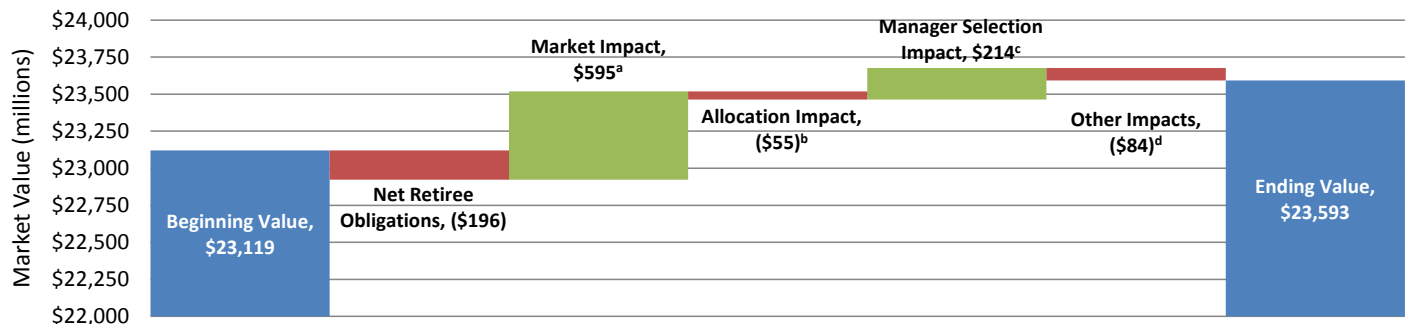 Market Value (millions)
$24,000
$23,750
$23,500
$23,250
$23,000
$22,750
$22,500
$22,250
$22,000
Beginning Value,
$23,119
Net Retiree
Obligations, ($196)
Market Impact,
$595ᵃ
Allocation Impact,
($55)ᵇ
Manager Selection
Impact, $214ᶜ
Other Impacts,
($84)ᵈ
Ending Value,
$23,593